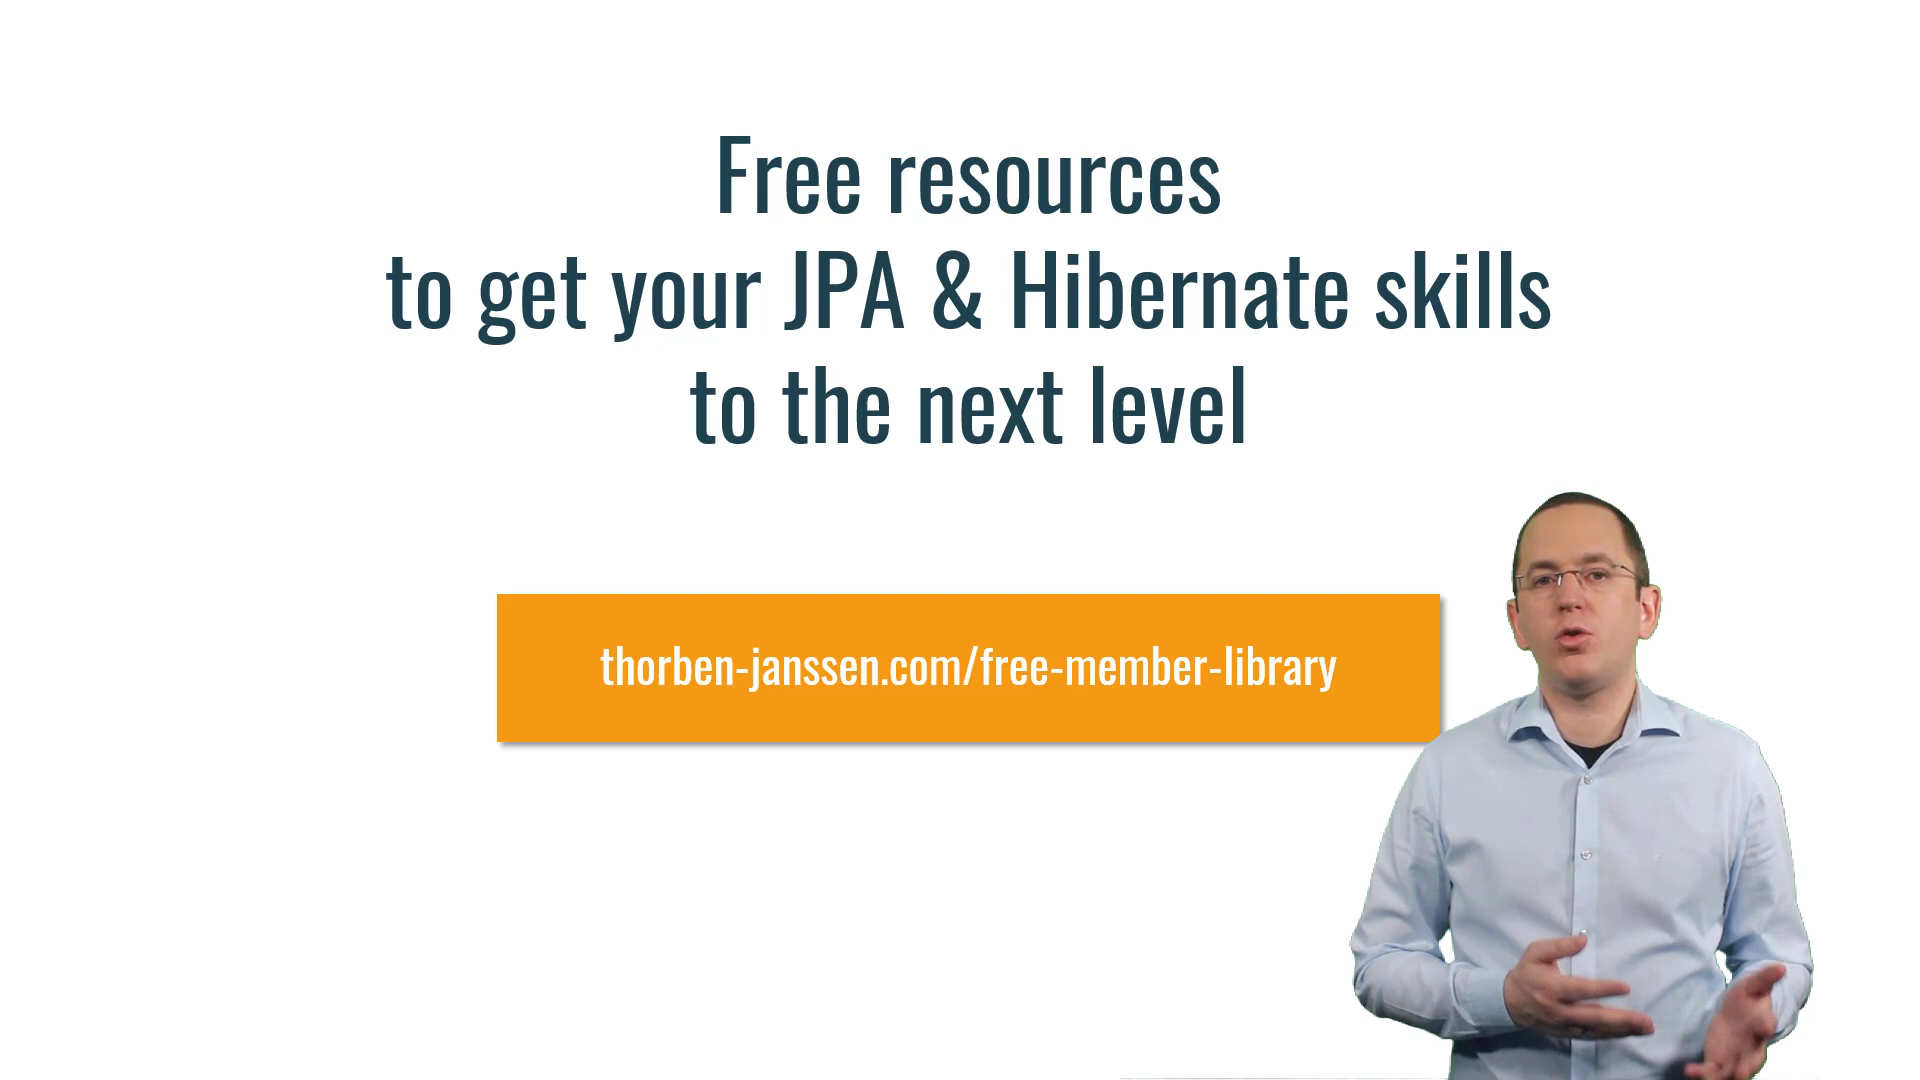 Free resources
to get your JPA & Hibernate skills
to the next level
thorben-janssen.com/free-member-library